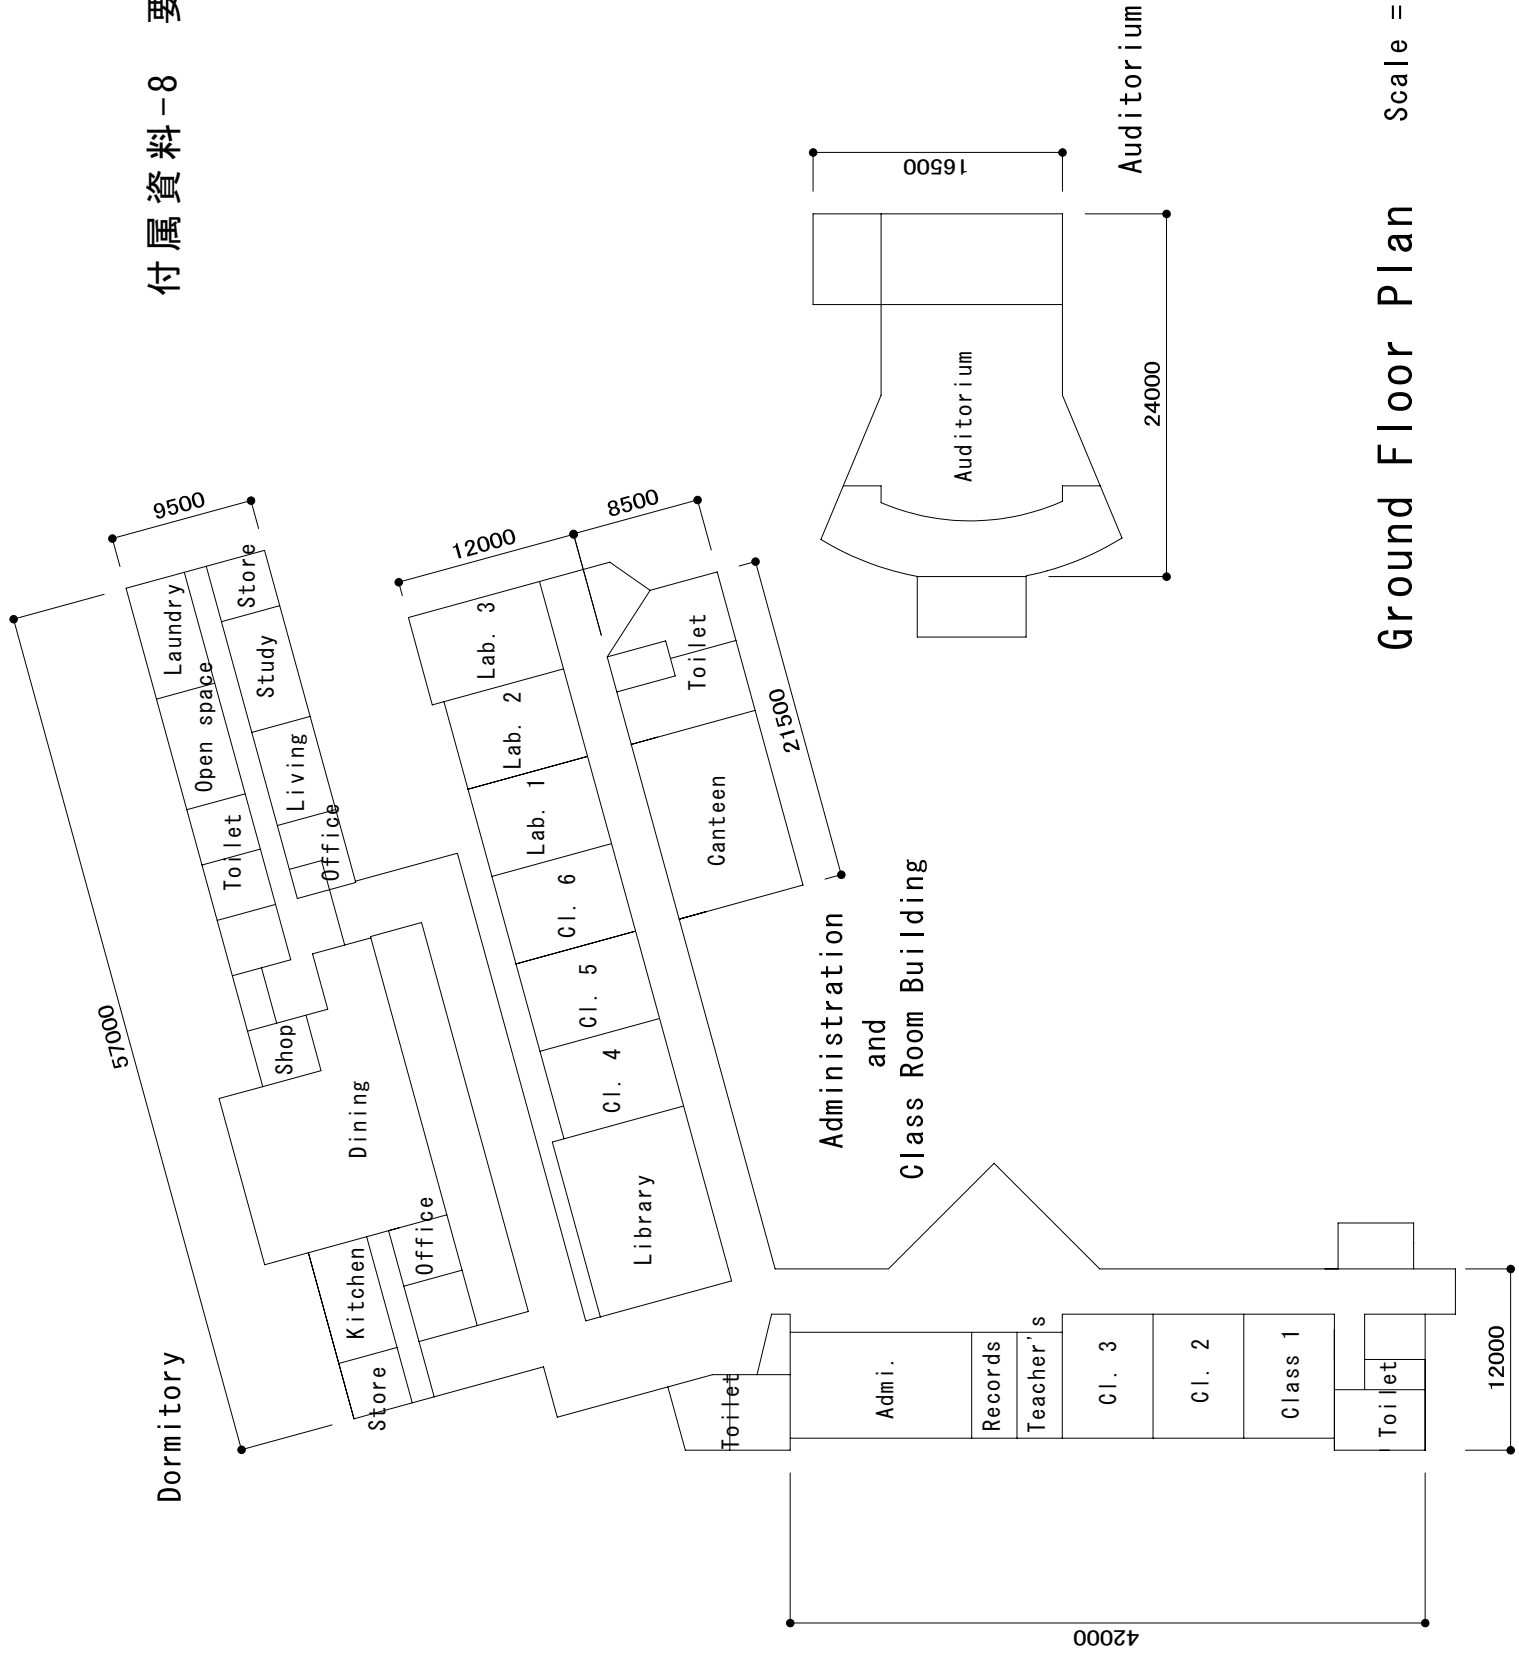 付属資料-8 要
Dormitory
57000
9500
Laundry
Open space
Toilet
Shop
Store
Study
Living
Office
Dining
Kitchen
Store
Office
12000
8500
Lab. 3
Lab. 2
Lab. 1
Cl. 6
Cl. 5
Cl. 4
Library
Toilet
Canteen
21500
Administration
and
Class Room Building
Toilet
Admi.
Records
Teacher's
Cl. 3
Cl. 2
Class 1
Toilet
12000
42000
16500
Auditorium
24000
Auditorium
Ground Floor Plan Scale =